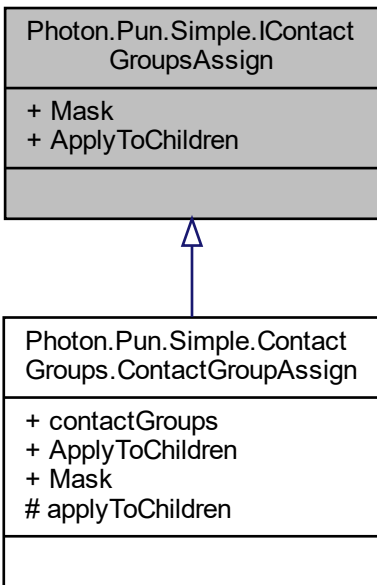 Photon.Pun.Simple.IContact
GroupsAssign
+ Mask
+ ApplyToChildren
Photon.Pun.Simple.Contact
Groups.ContactGroupAssign
+ contactGroups
+ ApplyToChildren
+ Mask
# applyToChildren